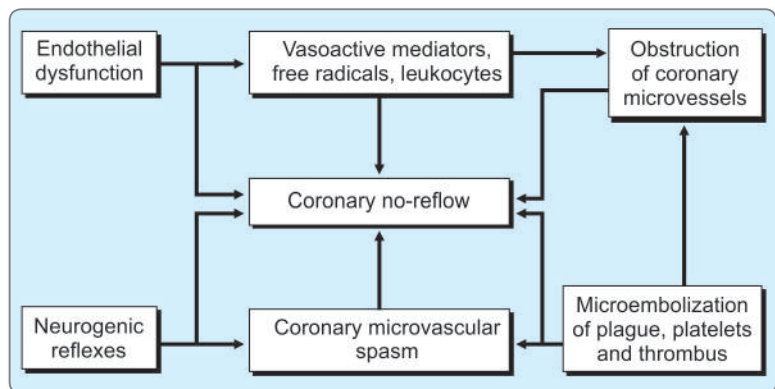 Endothelial
dysfunction
Vasoactive mediators,
free radicals, leukocytes
Obstruction
of coronary
microvessels
Coronary no-reflow
Neurogenic
reflexes
Coronary microvascular
spasm
Microembolization
of plague, platelets
and thrombus